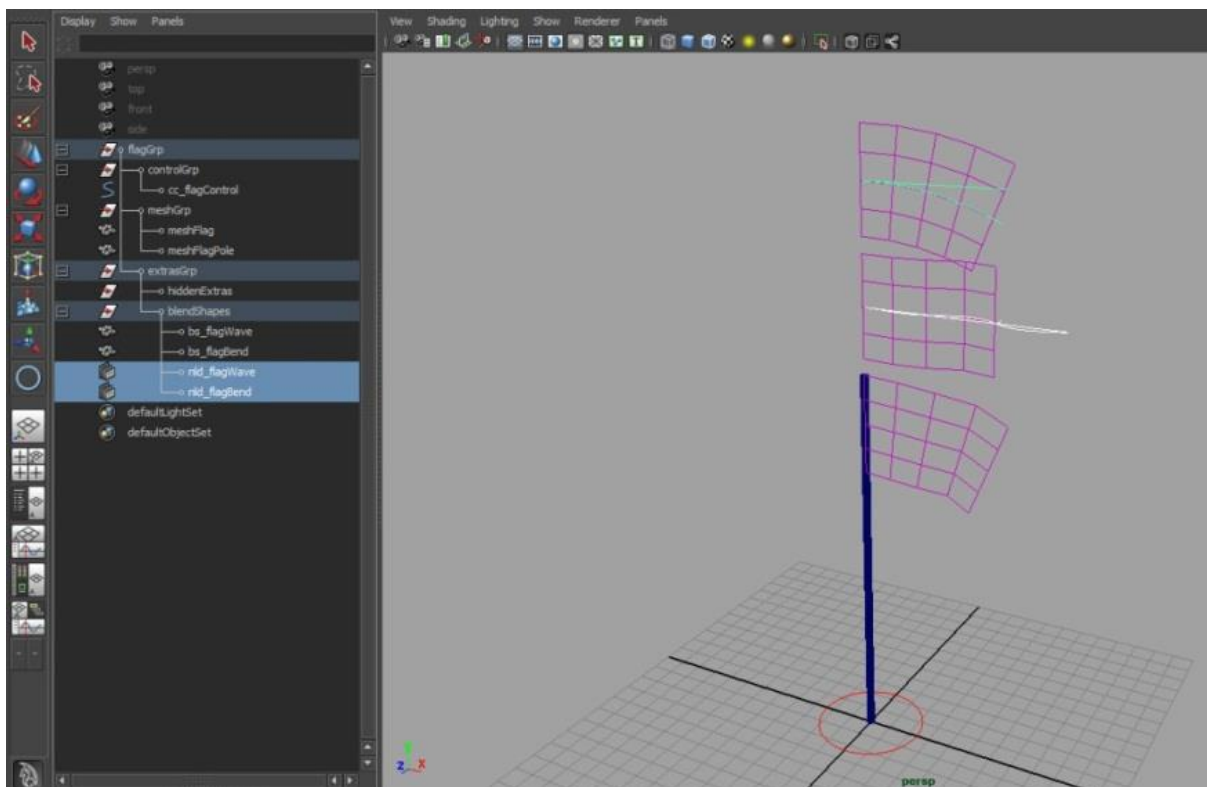 Display Show Panels
View Shading Lighting Show Renderer Panels
persp
top
front
side
flagGrp
controlGrp
cc_flagControl
meshGrp
meshFlag
meshFlagPole
extrasGrp
hiddenExtras
blendShapes
bs_flagWave
bs_flagBend
nld_flagWave
nld_flagBend
defaultLightSet
defaultObjectSet
Y
Z X
persp